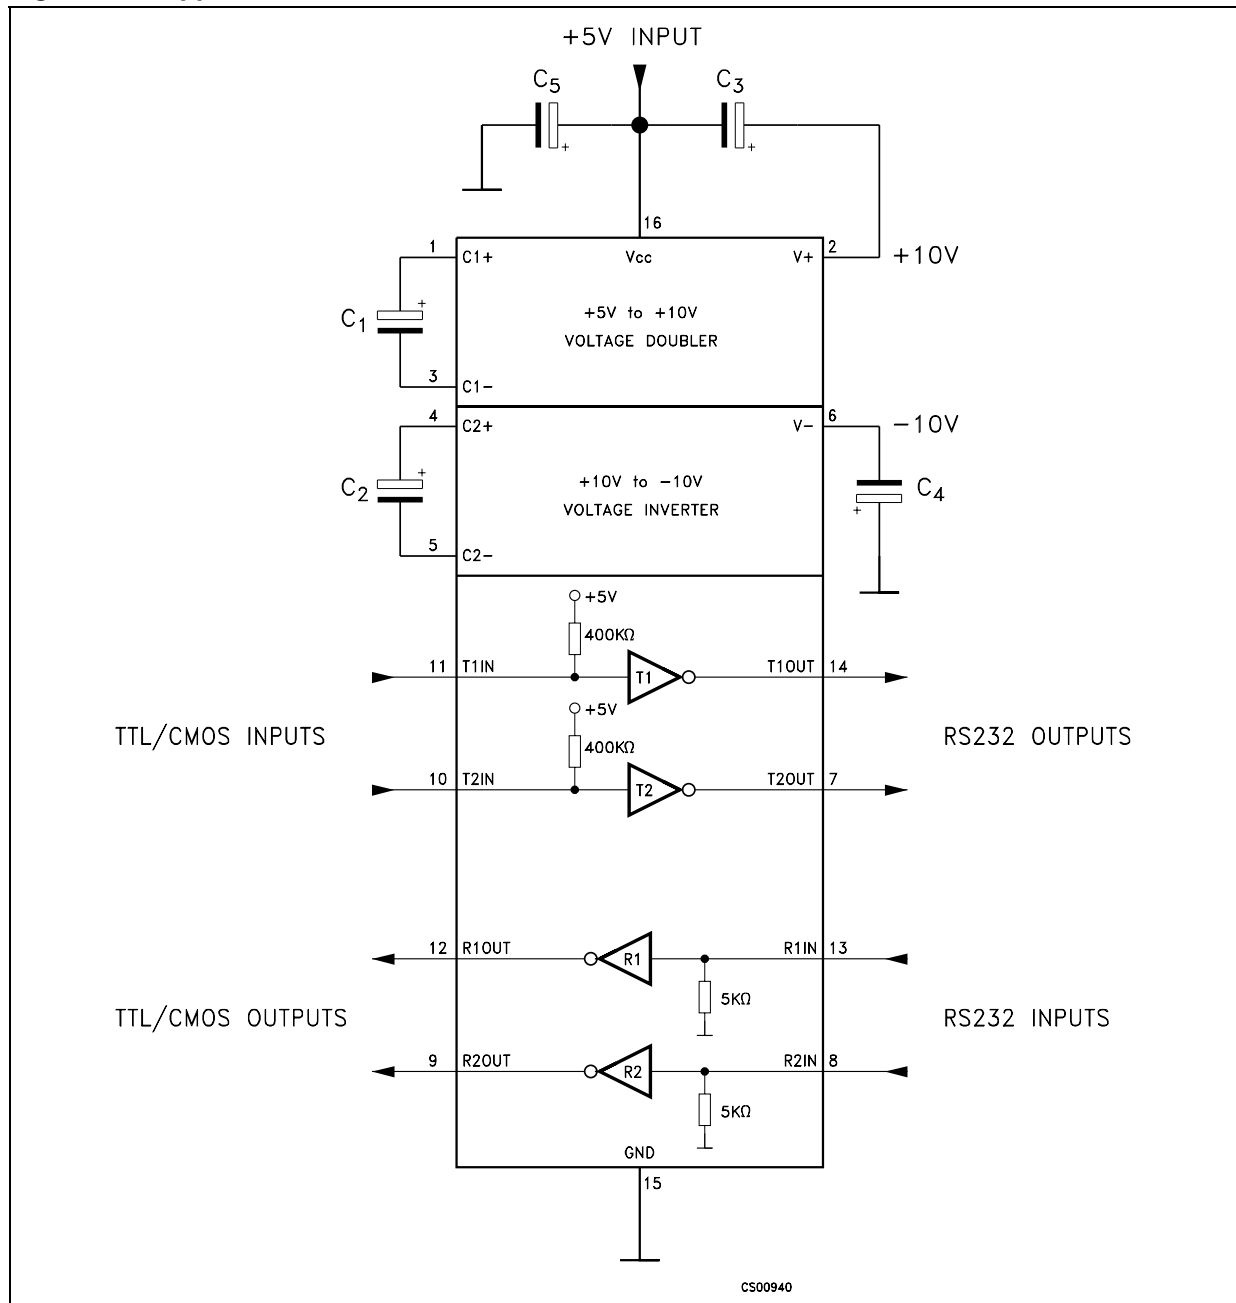 +5V INPUT
C5 C3
+ +
16
1 C1+ Vcc V+ 2 +10V
+
C1
+5V to +10V
VOLTAGE DOUBLER
3 C1-
4 C2+ V- 6 -10V
+
C2
+10V to -10V
VOLTAGE INVERTER
C4
+
5 C2-
+5V
400KΩ
11 T1IN T1 T1OUT 14
+5V
TTL/CMOS INPUTS RS232 OUTPUTS
400KΩ
10 T2IN T2 T2OUT 7
12 R1OUT R1 R1IN 13
5KΩ
TTL/CMOS OUTPUTS RS232 INPUTS
9 R2OUT R2 R2IN 8
5KΩ
GND
15
CS00940